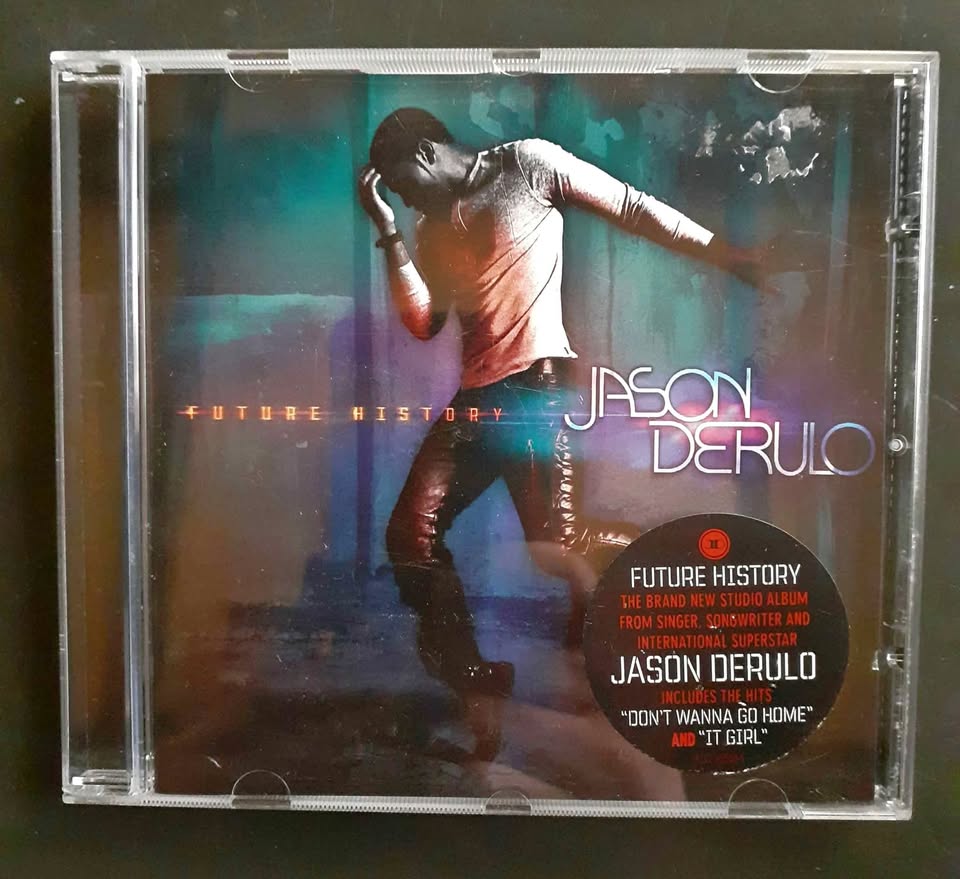 FUTURE HISTORY
JASON
DERULO
FUTURE HISTORY
THE BRAND NEW STUDIO ALBUM
FROM SINGER, SONGWRITER AND
INTERNATIONAL SUPERSTAR
JASON DERULO
INCLUDES THE HITS
“DON'T WANNA GO HOME”
AND “IT GIRL”